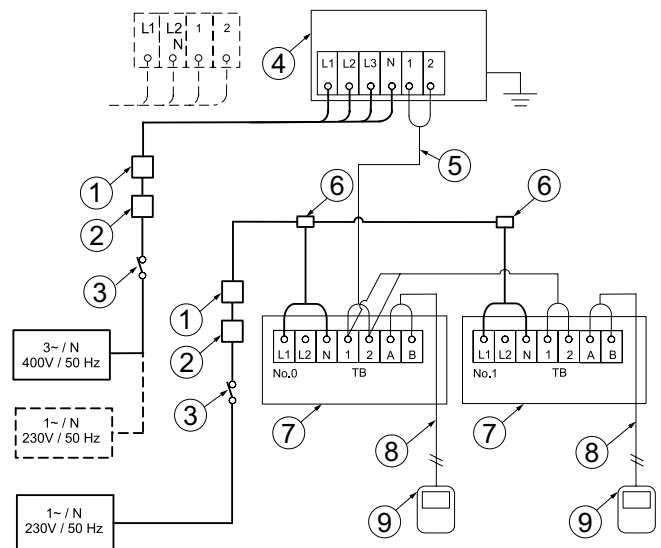 L1 L2 N 1 2
4
L1 L2 L3 N 1 2
1
2
3
5
6
6
1
2
3
3~ / N
400V / 50 Hz
1~ / N
230V / 50 Hz
1~ / N
230V / 50 Hz
L1 L2 N 1 2 A B
No.0 TB
7
8
9
L1 L2 N 1 2 A B
No.1 TB
7
8
9